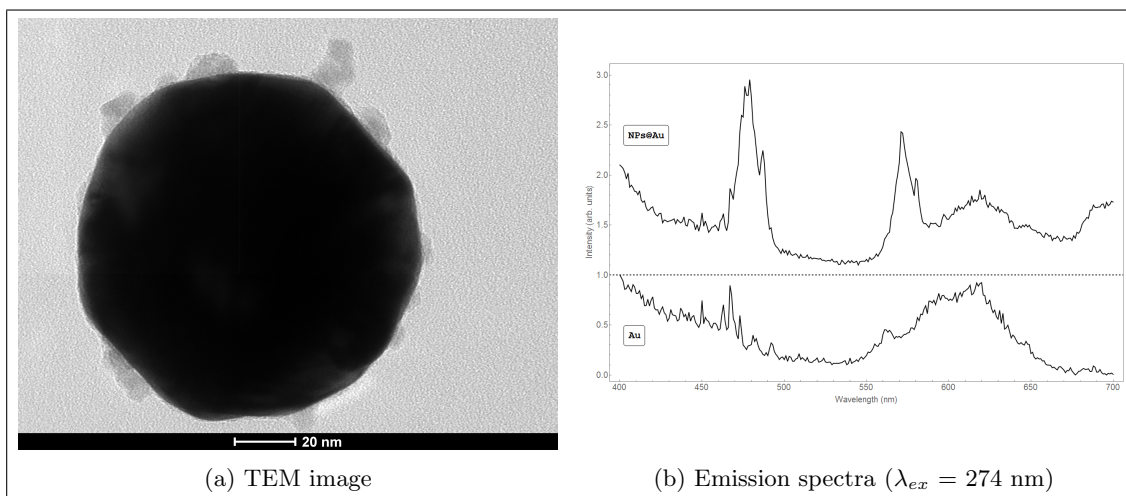 20 nm
(a) TEM image
3.0
2.5
2.0
1.5
1.0
0.5
0.0
Intensity (arb. units)
NPs@Au
Au
400
450
500
550
600
650
700
Wavelength (nm)
(b) Emission spectra (λex = 274 nm)